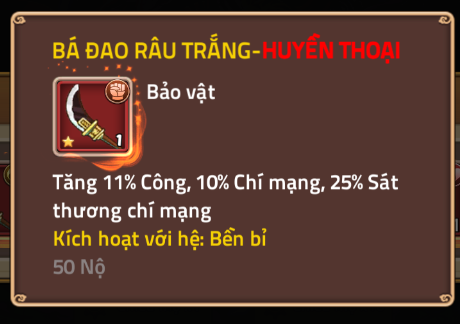 BÁ ĐAO RÂU TRẮNG-HUYỀN THOẠI
Bảo vật
1
Tăng 11% Công, 10% Chí mạng, 25% Sát
thương chí mạng
Kích hoạt với hệ: Bền bỉ
50 Nộ